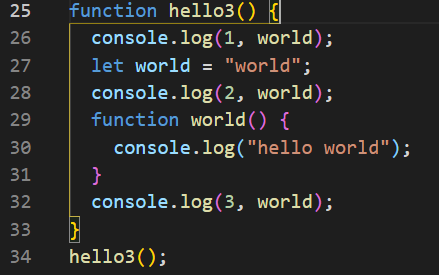 25 function hello3() {
26   console.log(1, world);
27   let world = "world";
28   console.log(2, world);
29   function world() {
30     console.log("hello world");
31   }
32   console.log(3, world);
33 }
34 hello3();